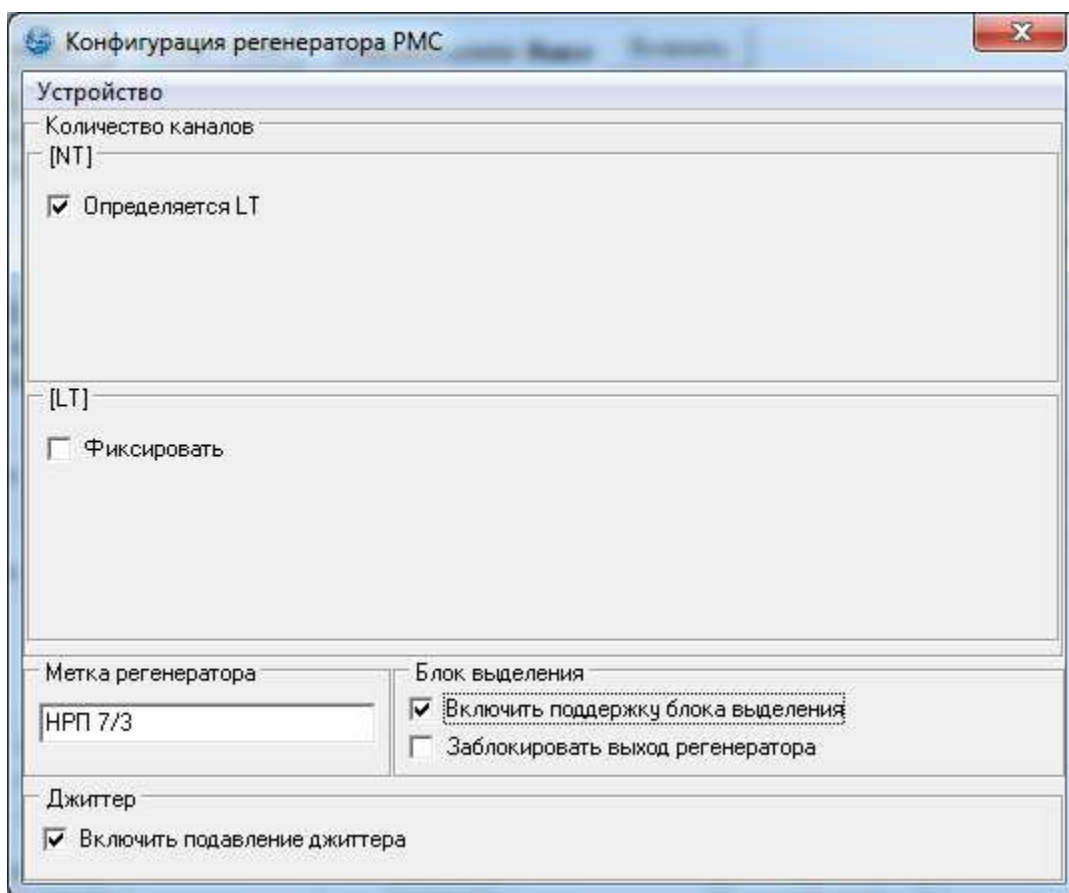 Конфигурация регенератора РМС
Устройство
Количество каналов
[NT]
Определяется LT
[LT]
Фиксировать
Метка регенератора
НРП 7/3
Блок выделения
Включить поддержку блока выделения
Заблокировать выход регенератора
Джиттер
Включить подавление джиттера